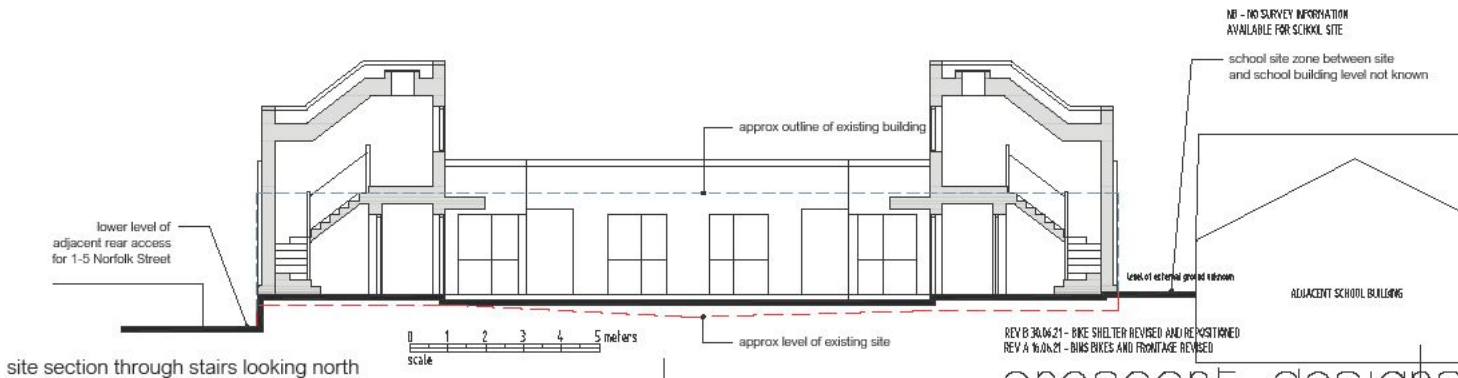 NB - NO SURVEY INFORMATION
AVAILABLE FOR SCHOOL SITE
school site zone between site
and school building level not known
approx outline of existing building
lower level of
adjacent rear access
for 1-5 Norfolk Street
Level of external ground unknown
ADJACENT SCHOOL BUILDING
0 1 2 3 4 5 meters
scale
approx level of existing site
REV B 30.06.21 - BIKE SHELTER REVISED AND REPOSITIONED
REV A 16.06.21 - BINS BIKES AND FRONTAGE REVISED
site section through stairs looking north
crescent designs